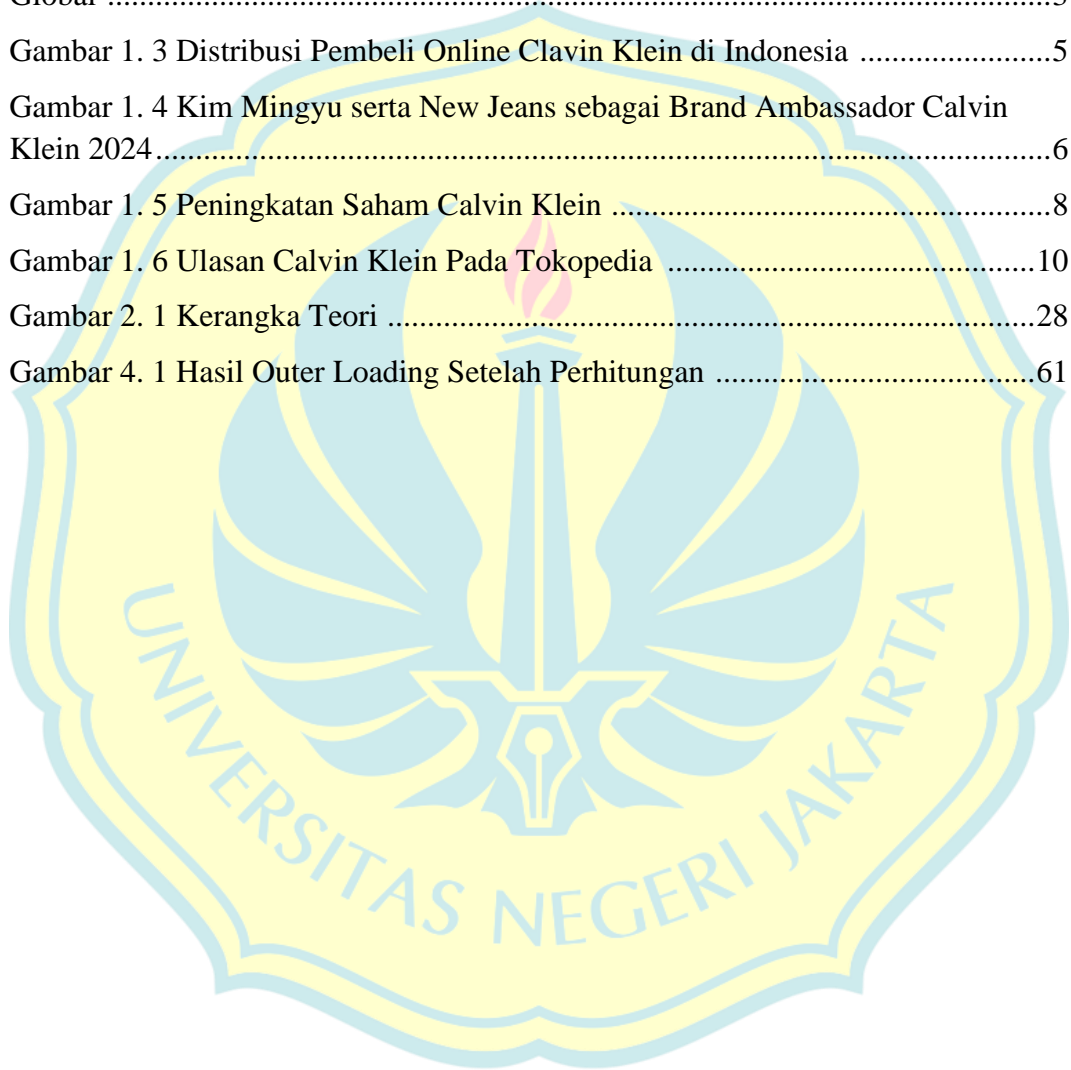 Global ..........................................................................................................................3
Gambar 1. 3 Distribusi Pembeli Online Clavin Klein di Indonesia ........................5
Gambar 1. 4 Kim Mingyu serta New Jeans sebagai Brand Ambassador Calvin
Klein 2024....................................................................................................................6
Gambar 1. 5 Peningkatan Saham Calvin Klein ........................................................8
Gambar 1. 6 Ulasan Calvin Klein Pada Tokopedia ..............................................10
Gambar 2. 1 Kerangka Teori ..................................................................................28
Gambar 4. 1 Hasil Outer Loading Setelah Perhitungan ........................................61
UNIVERSITAS NEGERI JAKARTA